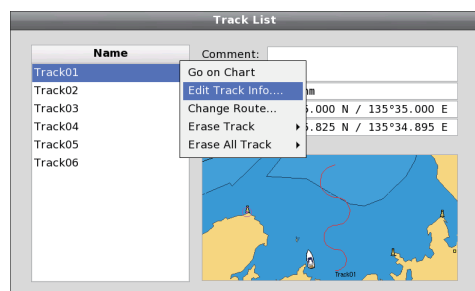 Track List
Name
Comment:
Track01
Track02
Track03
Track04
Track05
Track06
Go on Chart
Edit Track Info....
Change Route...
Erase Track
Erase All Track
.000 N / 135°35.000 E
.825 N / 135°34.895 E
Track01